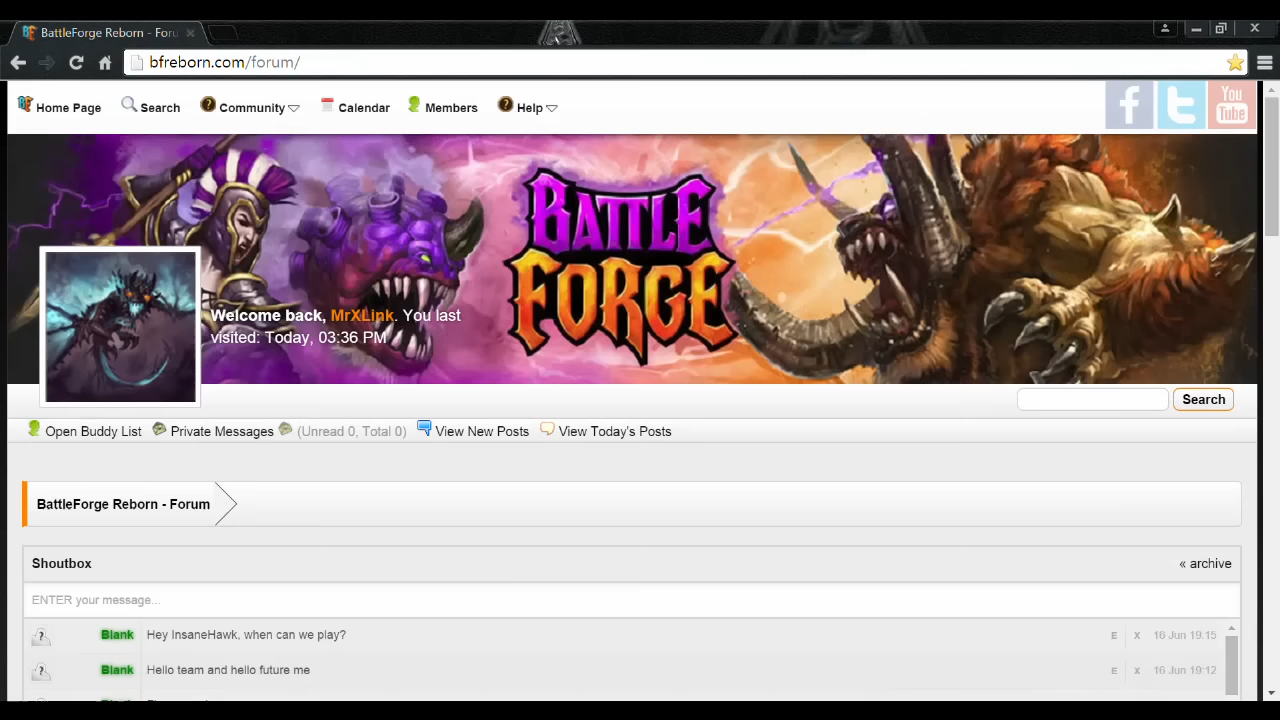 BattleForge Reborn - Foru
bfreborn.com/forum/
Home Page Search Community Calendar Members Help
You
Tube
BATTLE
FORGE
Welcome back, MrXLink. You last
visited: Today, 03:36 PM
Search
Open Buddy List Private Messages (Unread 0, Total 0) View New Posts View Today's Posts
BattleForge Reborn - Forum
Shoutbox « archive
ENTER your message...
Blank Hey InsaneHawk, when can we play? E X 16 Jun 19:15
Blank Hello team and hello future me E X 16 Jun 19:12